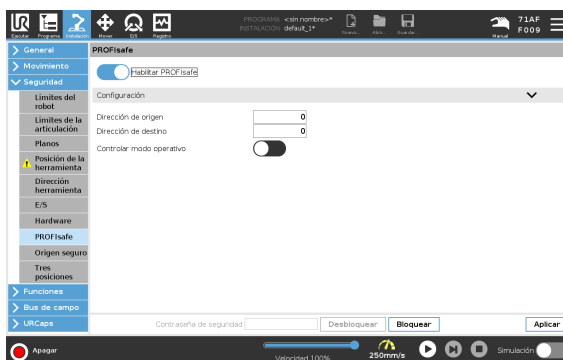 PROGRAMA <sin nombre>*
INSTALACIÓN default_1*
Ejecutar Programa Instalación Mover E/S Registro Nuevo... Abrir... Guardar... Manual
71AF
F009
General
Movimiento
Seguridad
Límites del robot
Límites de la articulación
Planos
Posición de la herramienta
Dirección herramienta
E/S
Hardware
PROFIsafe
Origen seguro
Tres posiciones
Funciones
Bus de campo
URCaps
PROFIsafe
Habilitar PROFIsafe
Configuración
Dirección de origen 0
Dirección de destino 0
Controlar modo operativo
Contraseña de seguridad Desbloquear Bloquear Aplicar
Apagar
Velocidad 100%
250mm/s
Simulación